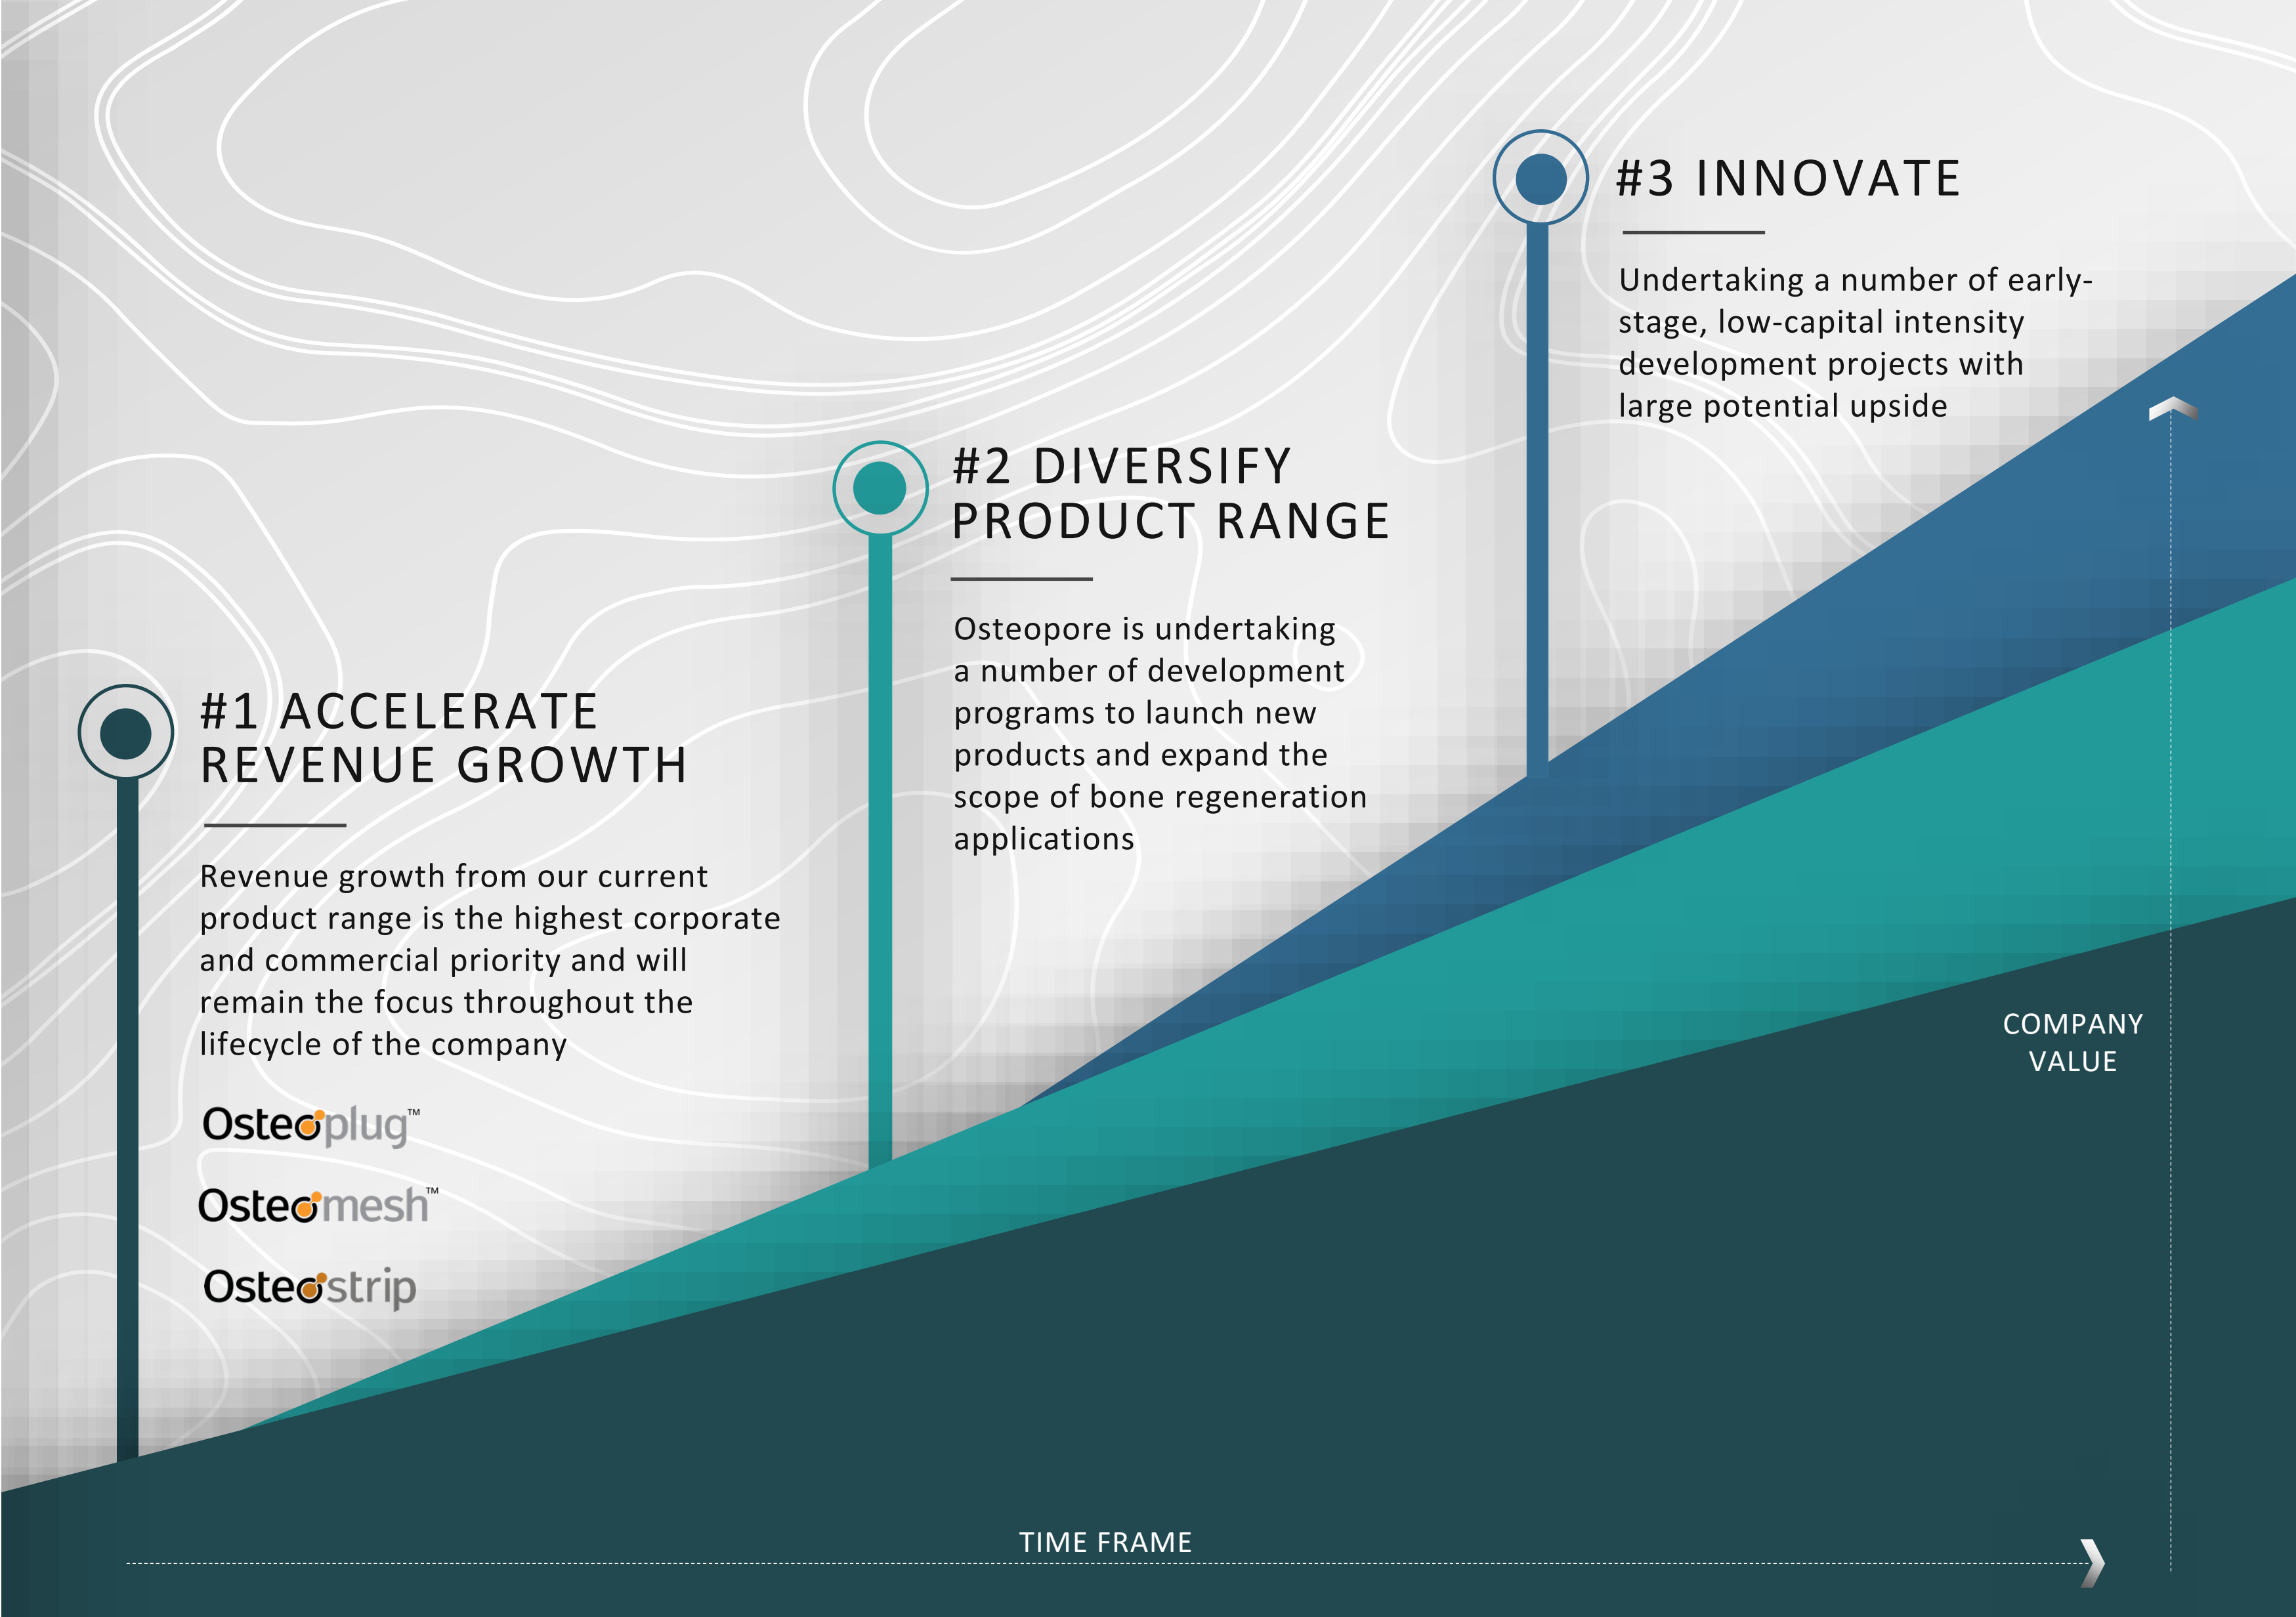 #3 INNOVATE
Undertaking a number of early-
stage, low-capital intensity
development projects with
large potential upside
#2 DIVERSIFY
PRODUCT RANGE
Osteopore is undertaking
a number of development
programs to launch new
products and expand the
scope of bone regeneration
applications
#1 ACCELERATE
REVENUE GROWTH
Revenue growth from our current
product range is the highest corporate
and commercial priority and will
remain the focus throughout the
lifecycle of the company
Osteoplug™
Osteomesh™
Osteostrip
COMPANY
VALUE
TIME FRAME